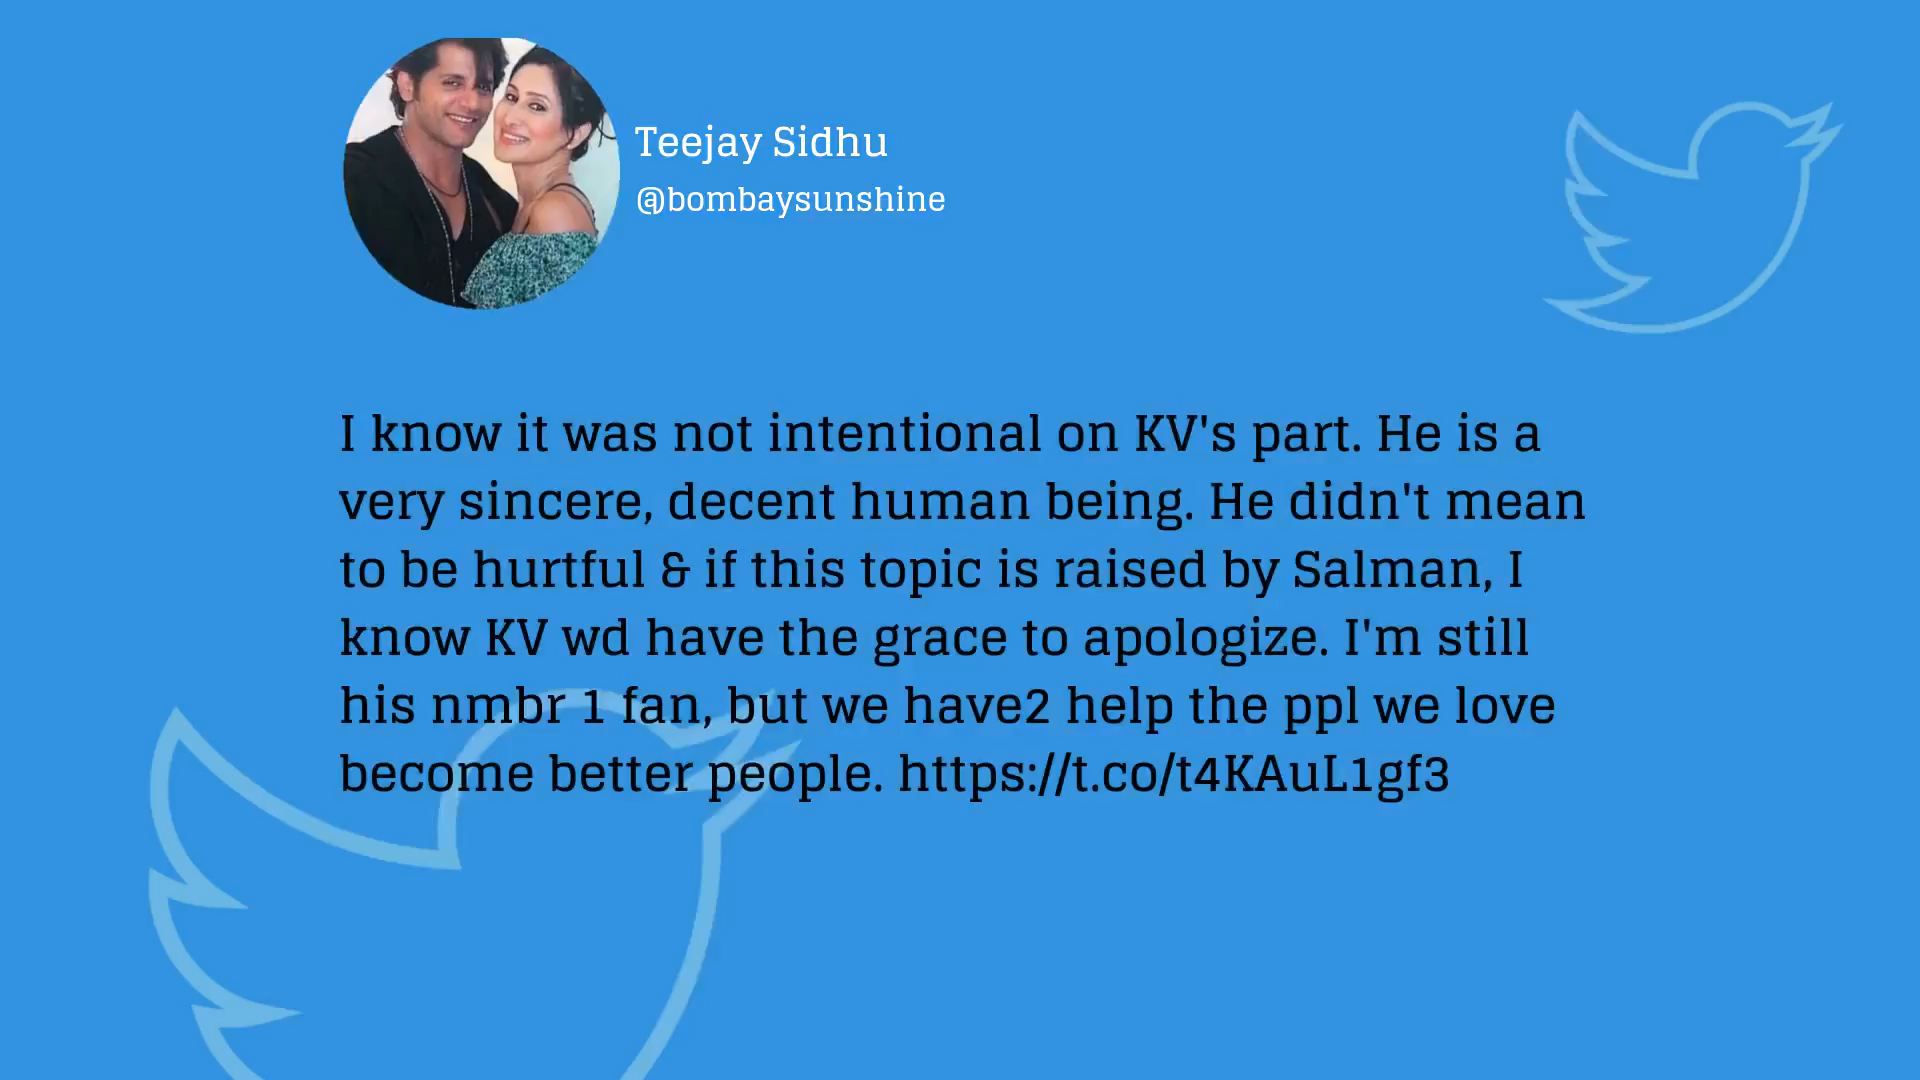 Teejay Sidhu
@bombaysunshine
I know it was not intentional on KV's part. He is a
very sincere, decent human being. He didn't mean
to be hurtful & if this topic is raised by Salman, I
know KV wd have the grace to apologize. I'm still
his nmbr 1 fan, but we have2 help the ppl we love
become better people. https://t.co/t4KAuL1gf3